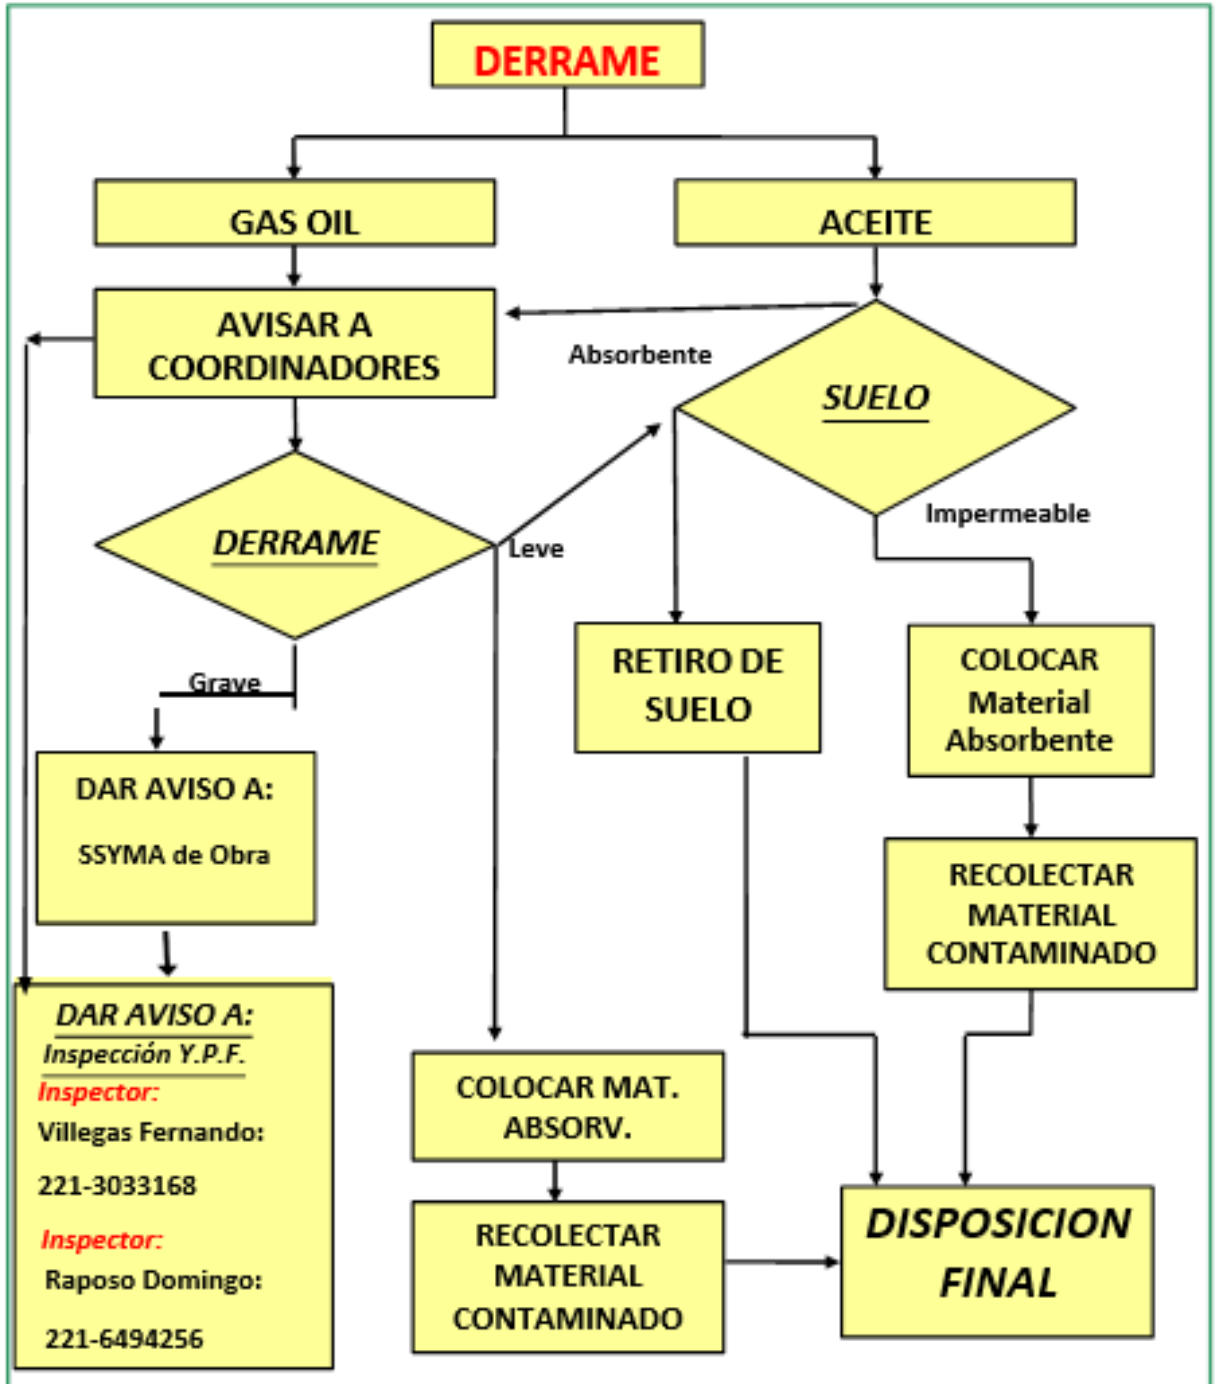 DERRAME
GAS OIL
ACEITE
AVISAR A
COORDINADORES
Absorbente
SUELO
DERRAME
Leve
Impermeable
Grave
RETIRO DE
SUELO
COLOCAR
Material
Absorbente
DAR AVISO A:
SSYMA de Obra
RECOLECTAR
MATERIAL
CONTAMINADO
DAR AVISO A:
Inspección Y.P.F.
Inspector:
Villegas Fernando:
221-3033168
Inspector:
Raposo Domingo:
221-6494256
COLOCAR MAT.
ABSORV.
RECOLECTAR
MATERIAL
CONTAMINADO
DISPOSICION
FINAL